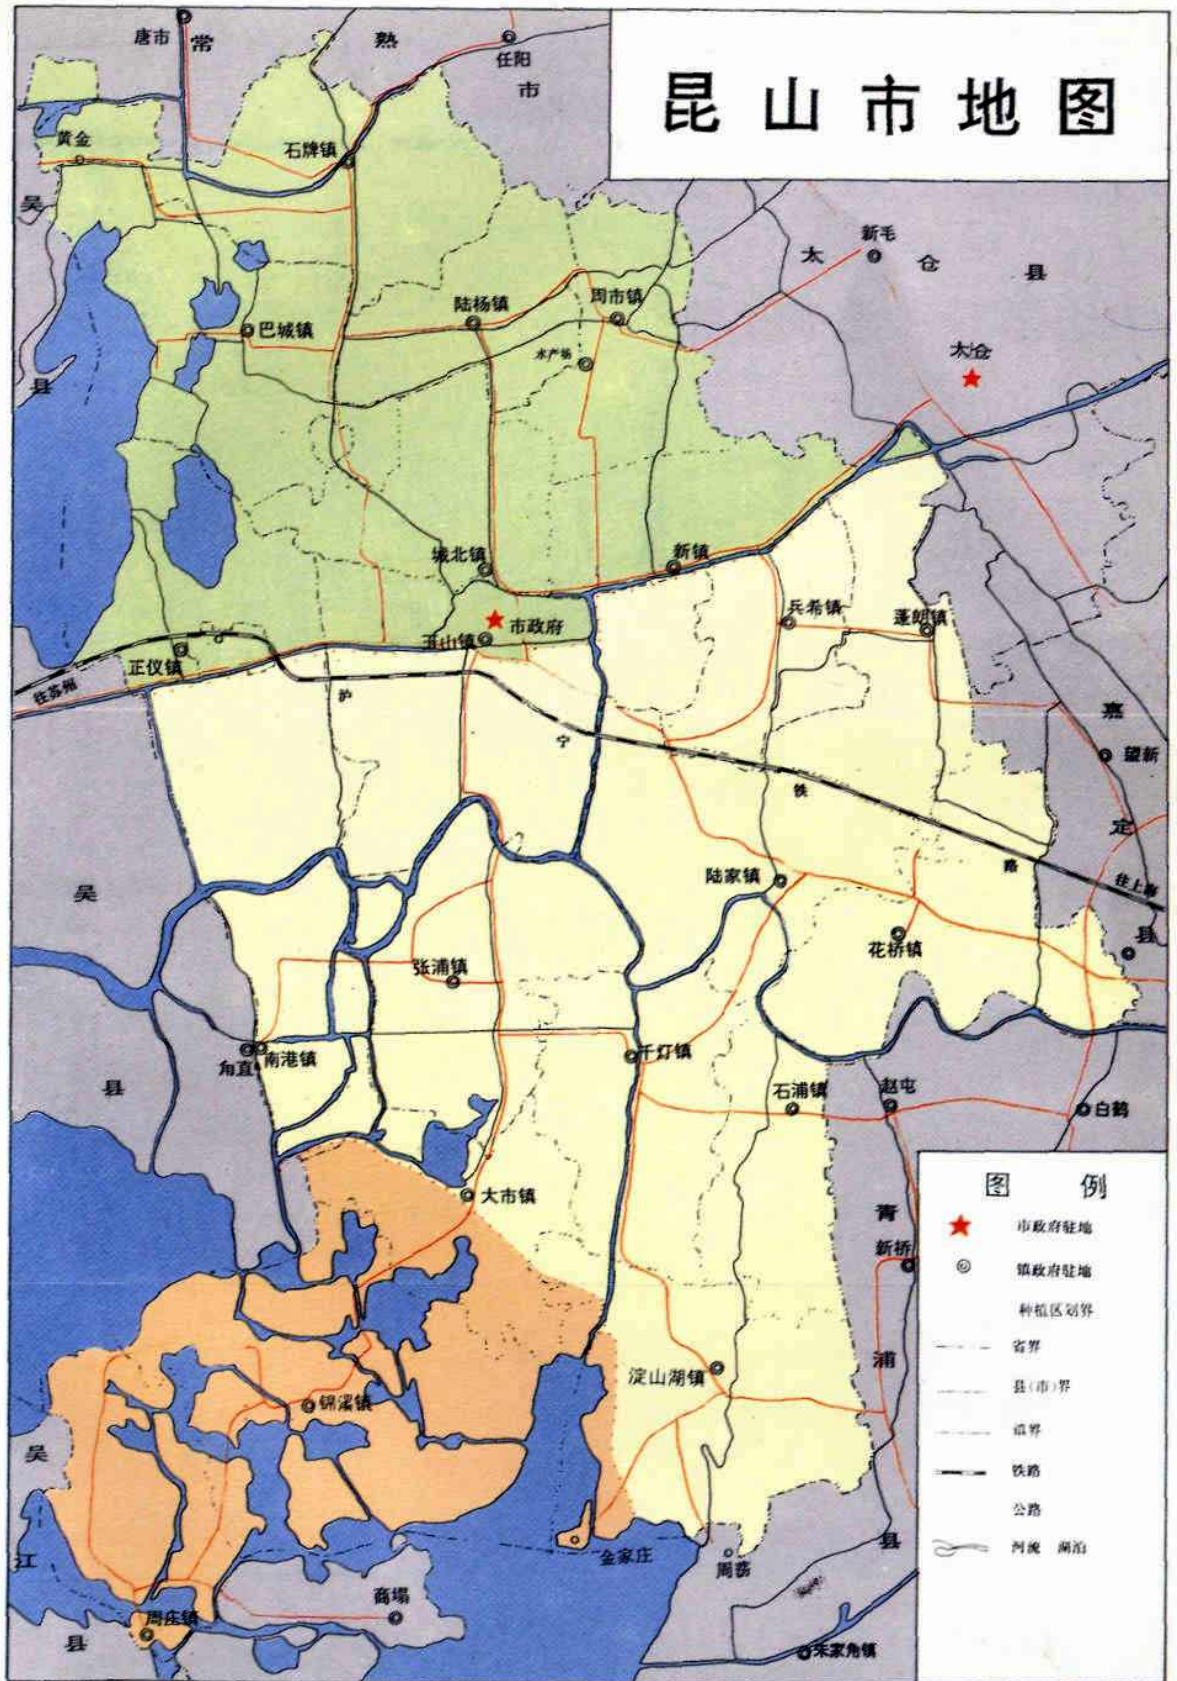 昆山市地图
唐市
常
熟
市
任阳
黄金
石牌镇
吴
县
新毛
太
仓
县
陆杨镇
周市镇
巴城镇
水产场
太仓
城北镇
新镇
市政府
玉山镇
兵希镇
蓬朗镇
正仪镇
往苏州
沪
宁
铁
路
往上海
嘉
定
县
望新
陆家镇
花桥镇
吴
县
张浦镇
甪直
南港镇
千灯镇
石浦镇
赵屯
白鹤
大市镇
青
浦
县
新桥
淀山湖镇
锦溪镇
吴
江
县
金家庄
周荡
商塌
周庄镇
朱家角镇
图 例
市政府驻地
镇政府驻地
种植区划界
省界
县(市)界
镇界
铁路
公路
河流 湖泊